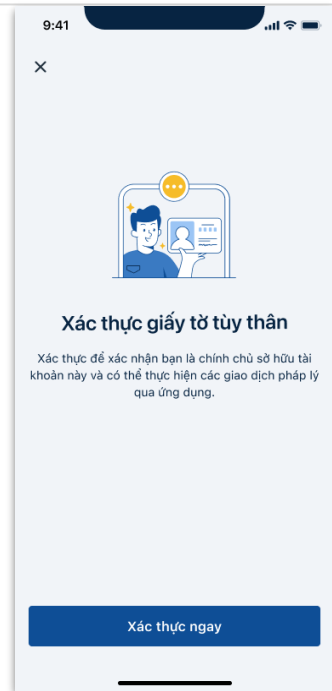 9:41
Xác thực giấy tờ tùy thân
Xác thực để xác nhận bạn là chính chủ sở hữu tài
khoản này và có thể thực hiện các giao dịch pháp lý
qua ứng dụng.
Xác thực ngay